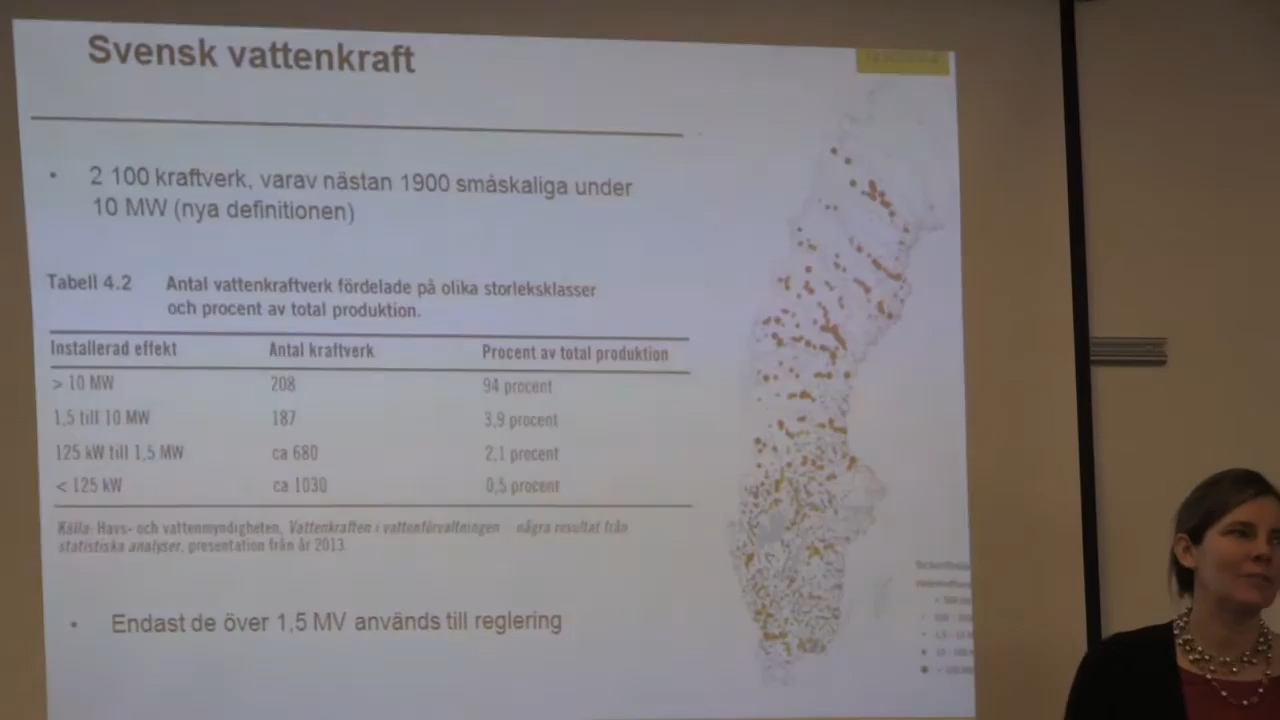 Svensk vattenkraft
• 2 100 kraftverk, varav nästan 1900 småskaliga under
10 MW (nya definitionen)
Tabell 4.2 Antal vattenkraftverk fördelade på olika storleksklasser
och procent av total produktion.
Installerad effekt Antal kraftverk Procent av total produktion
> 10 MW 208 94 procent
1,5 till 10 MW 187 3,9 procent
125 kW till 1,5 MW ca 680 2,1 procent
< 125 kW ca 1030 0,5 procent
Källa: Havs- och vattenmyndigheten, Vattenkraften i vattenförvaltningen några resultat från
statistiska analyser, presentation från år 2013.
• Endast de över 1,5 MV används till reglering